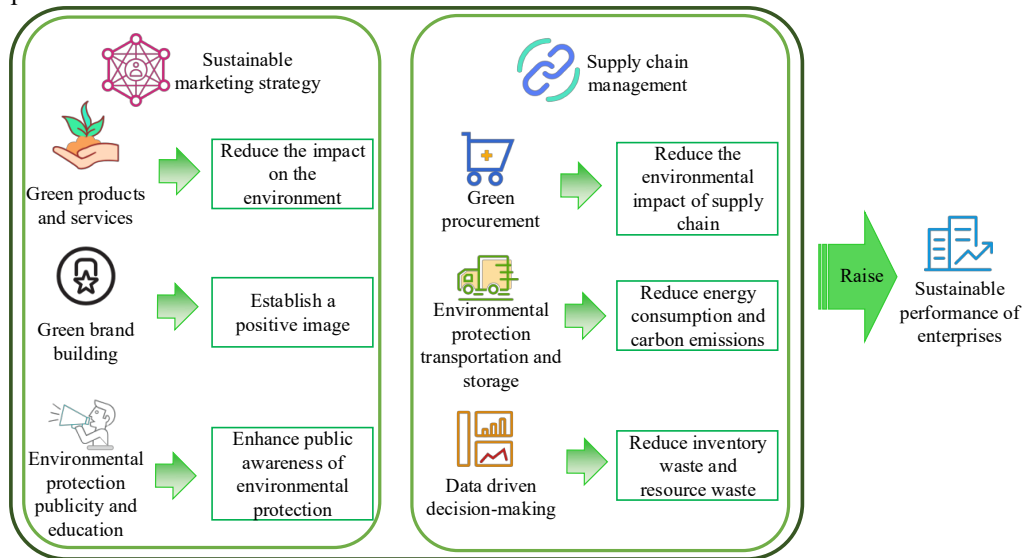 Sustainable
marketing strategy
Green products
and services
Reduce the impact
on the
environment
Green brand
building
Establish a
positive image
Environmental
protection
publicity and
education
Enhance public
awareness of
environmental
protection
Supply chain
management
Green
procurement
Reduce the
environmental
impact of supply
chain
Environmental
protection
transportation and
storage
Reduce energy
consumption and
carbon emissions
Data driven
decision-making
Reduce inventory
waste and
resource waste
Raise
Sustainable
performance of
enterprises